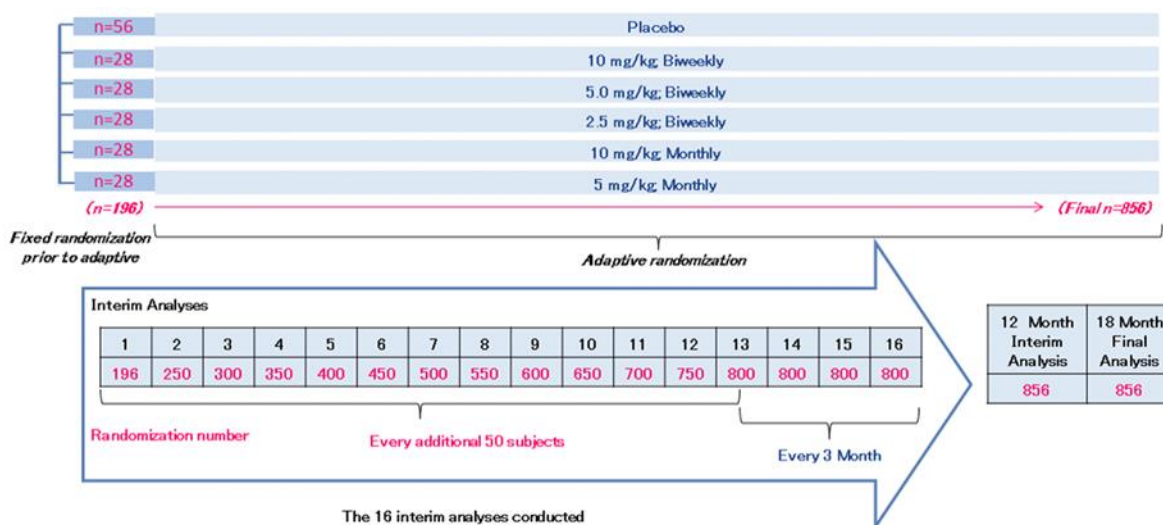 n=56 Placebo
n=28 10 mg/kg; Biweekly
n=28 5.0 mg/kg; Biweekly
n=28 2.5 mg/kg; Biweekly
n=28 10 mg/kg; Monthly
n=28 5 mg/kg; Monthly
(n=196) (Final n=856)
Fixed randomization
prior to adaptive
Adaptive randomization
Interim Analyses
1 2 3 4 5 6 7 8 9 10 11 12 13 14 15 16
196 250 300 350 400 450 500 550 600 650 700 750 800 800 800 800
Randomization number
Every additional 50 subjects
Every 3 Month
12 Month
Interim
Analysis
18 Month
Final
Analysis
856 856
The 16 interim analyses conducted